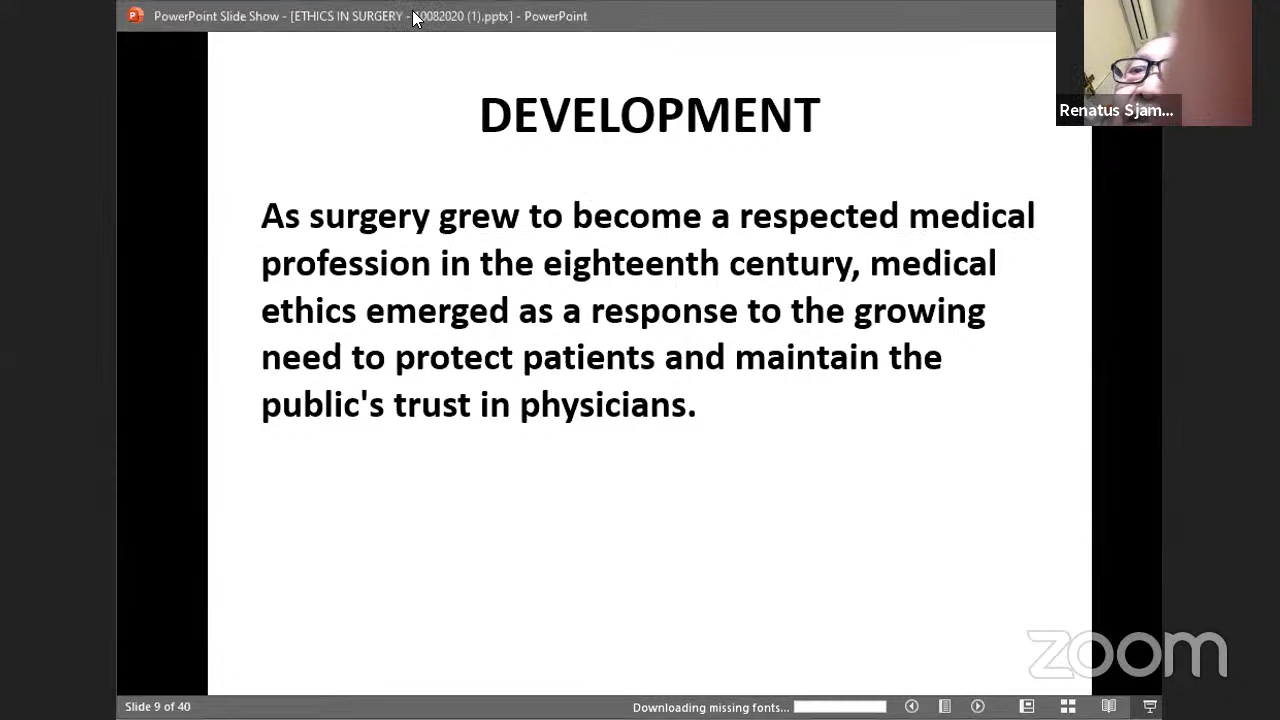 PowerPoint Slide Show - [ETHICS IN SURGERY - 0082020 (1).pptx] - PowerPoint
Renatus Sjam...
DEVELOPMENT
As surgery grew to become a respected medical
profession in the eighteenth century, medical
ethics emerged as a response to the growing
need to protect patients and maintain the
public's trust in physicians.
zoom
Slide 9 of 40
Downloading missing fonts...